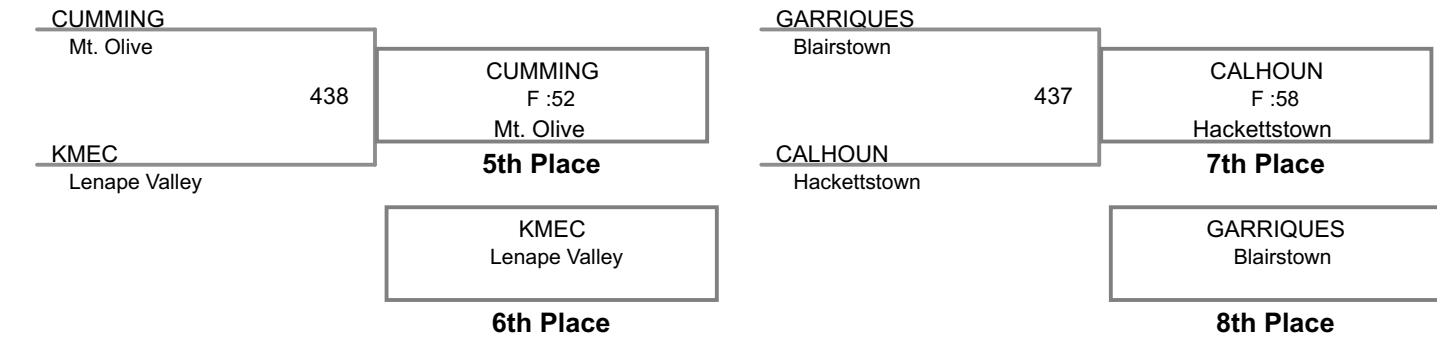 CUMMING
Mt. Olive
438
KMEC
Lenape Valley
CUMMING
F :52
Mt. Olive
5th Place
KMEC
Lenape Valley
6th Place
GARRIQUES
Blairstown
437
CALHOUN
Hackettstown
CALHOUN
F :58
Hackettstown
7th Place
GARRIQUES
Blairstown
8th Place